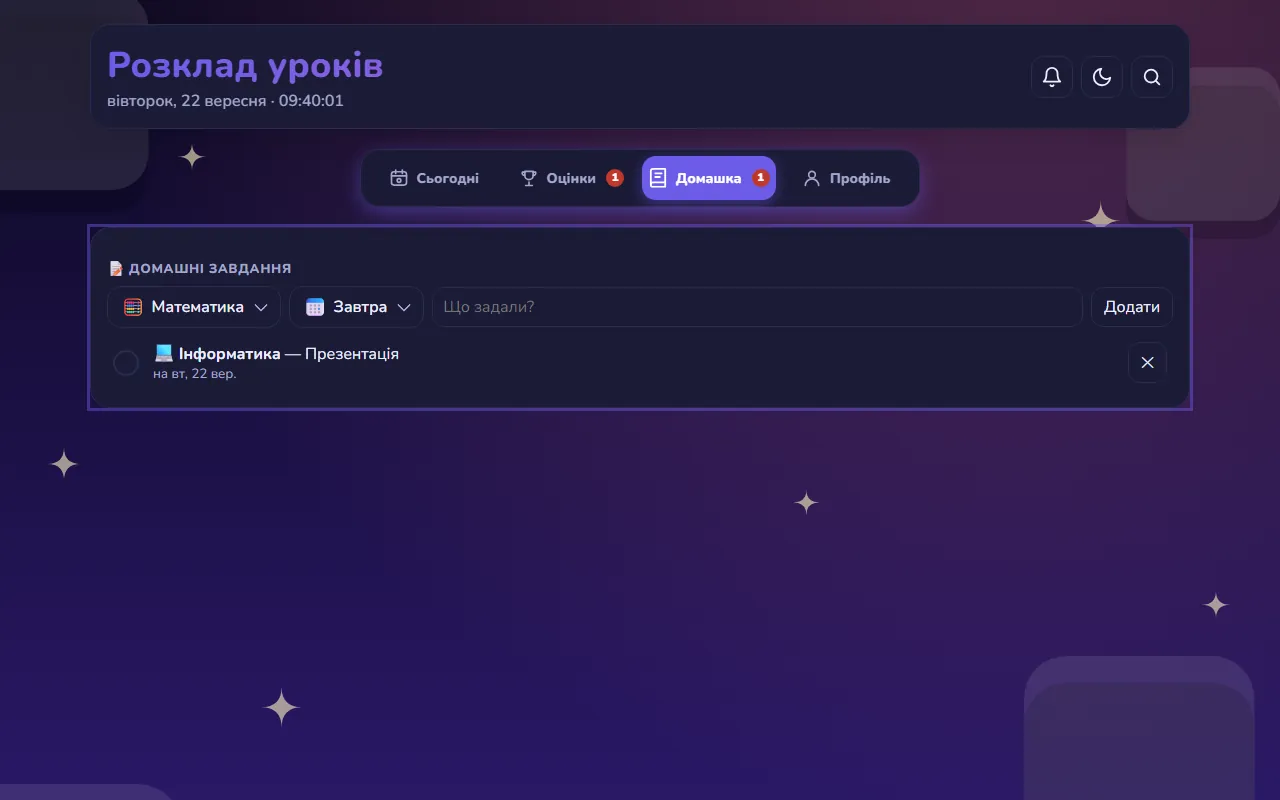 Розклад уроків
вівторок, 22 вересня · 09:40:01
Сьогодні
Оцінки 1
Домашка 1
Профіль
ДОМАШНІ ЗАВДАННЯ
Математика
Завтра
Що задали?
Додати
Інформатика — Презентація
на вт, 22 вер.